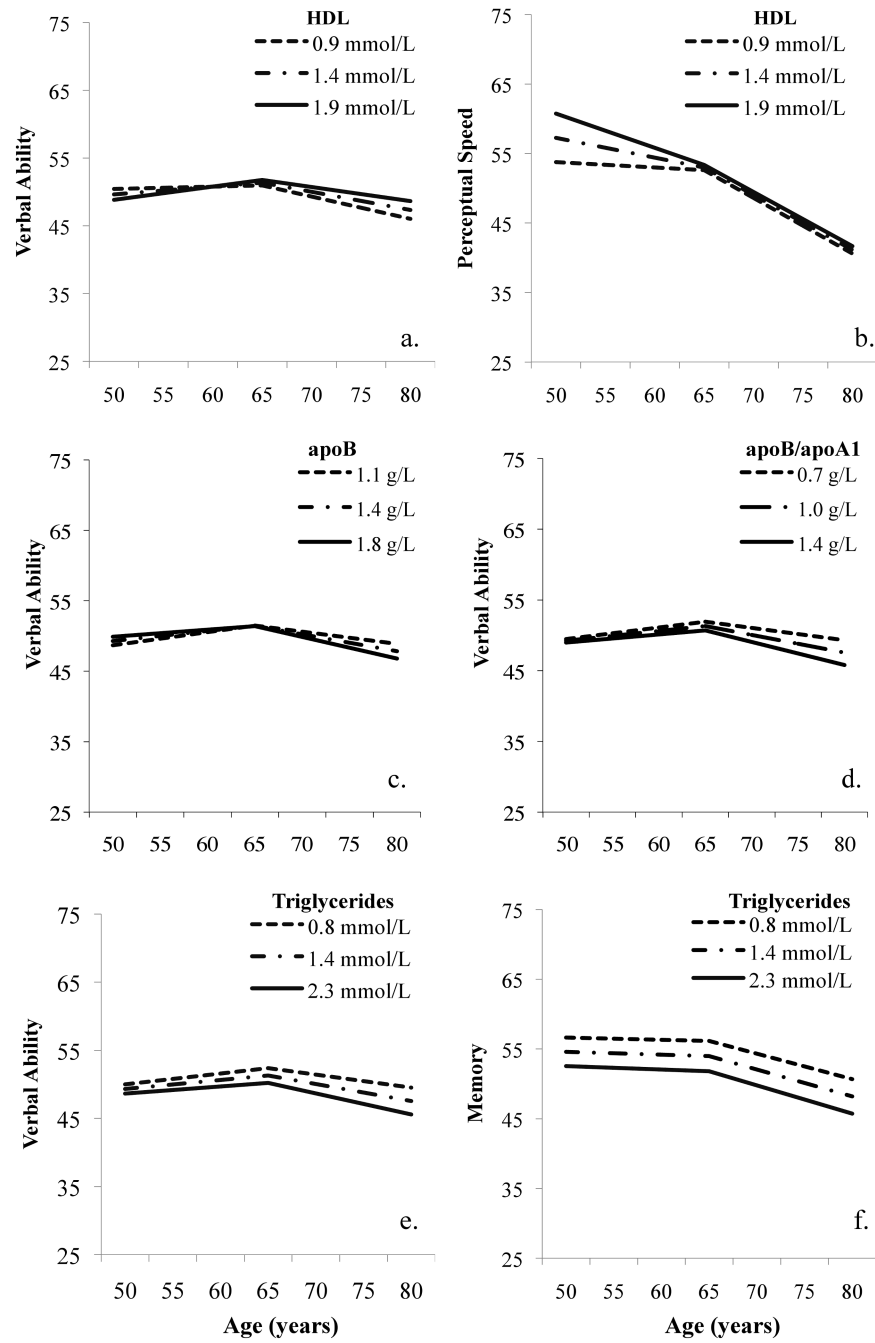 HDL
0.9 mmol/L
1.4 mmol/L
1.9 mmol/L
75
65
55
45
35
25
Verbal Ability
a.
50 55 60 65 70 75 80
HDL
0.9 mmol/L
1.4 mmol/L
1.9 mmol/L
75
65
55
45
35
25
Perceptual Speed
b.
50 55 60 65 70 75 80
apoB
1.1 g/L
1.4 g/L
1.8 g/L
75
65
55
45
35
25
Verbal Ability
c.
50 55 60 65 70 75 80
apoB/apoA1
0.7 g/L
1.0 g/L
1.4 g/L
75
65
55
45
35
25
Verbal Ability
d.
50 55 60 65 70 75 80
Triglycerides
0.8 mmol/L
1.4 mmol/L
2.3 mmol/L
75
65
55
45
35
25
Verbal Ability
e.
50 55 60 65 70 75 80
Age (years)
Triglycerides
0.8 mmol/L
1.4 mmol/L
2.3 mmol/L
75
65
55
45
35
25
Memory
f.
50 55 60 65 70 75 80
Age (years)